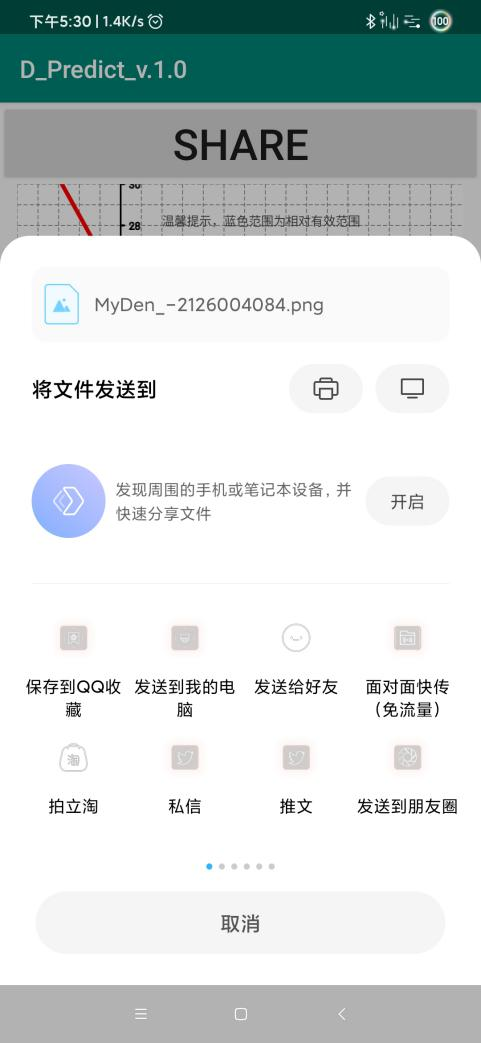 下午5:30 | 1.4K/s
100
D_Predict_v.1.0
SHARE
30
28
温馨提示，蓝色范围为相对有效范围
MyDen_-2126004084.png
将文件发送到
发现周围的手机或笔记本设备，并
快速分享文件
开启
保存到QQ收
藏
发送到我的电
脑
发送给好友
面对面快传
（免流量）
淘
拍立淘
私信
推文
发送到朋友圈
取消